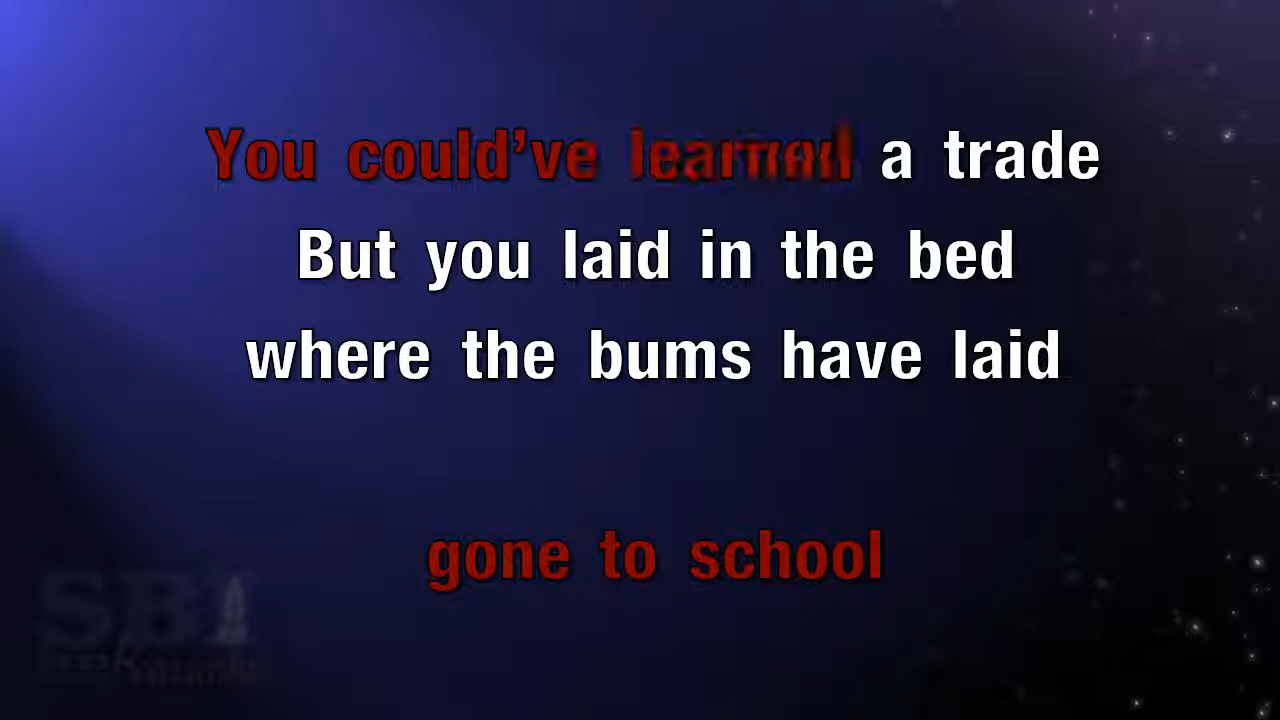 You could've learned a trade
But you laid in the bed
where the bums have laid
gone to school
SBI